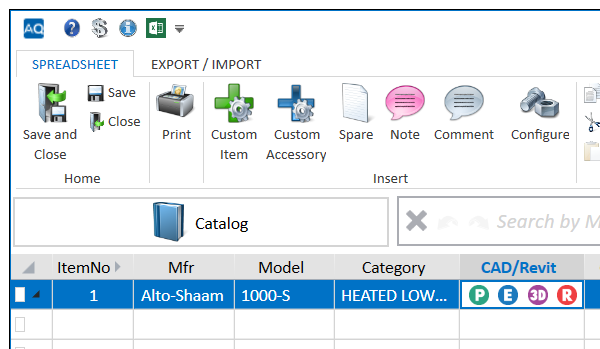 AQ ? $ i X
SPREADSHEET EXPORT / IMPORT
Save and Close
Save
Close
Print
Custom Item
Custom Accessory
Spare
Note
Comment
Configure
Home Insert
Catalog Search by M
ItemNo Mfr Model Category CAD/Revit
1 Alto-Shaam 1000-S HEATED LOW... P E 3D R